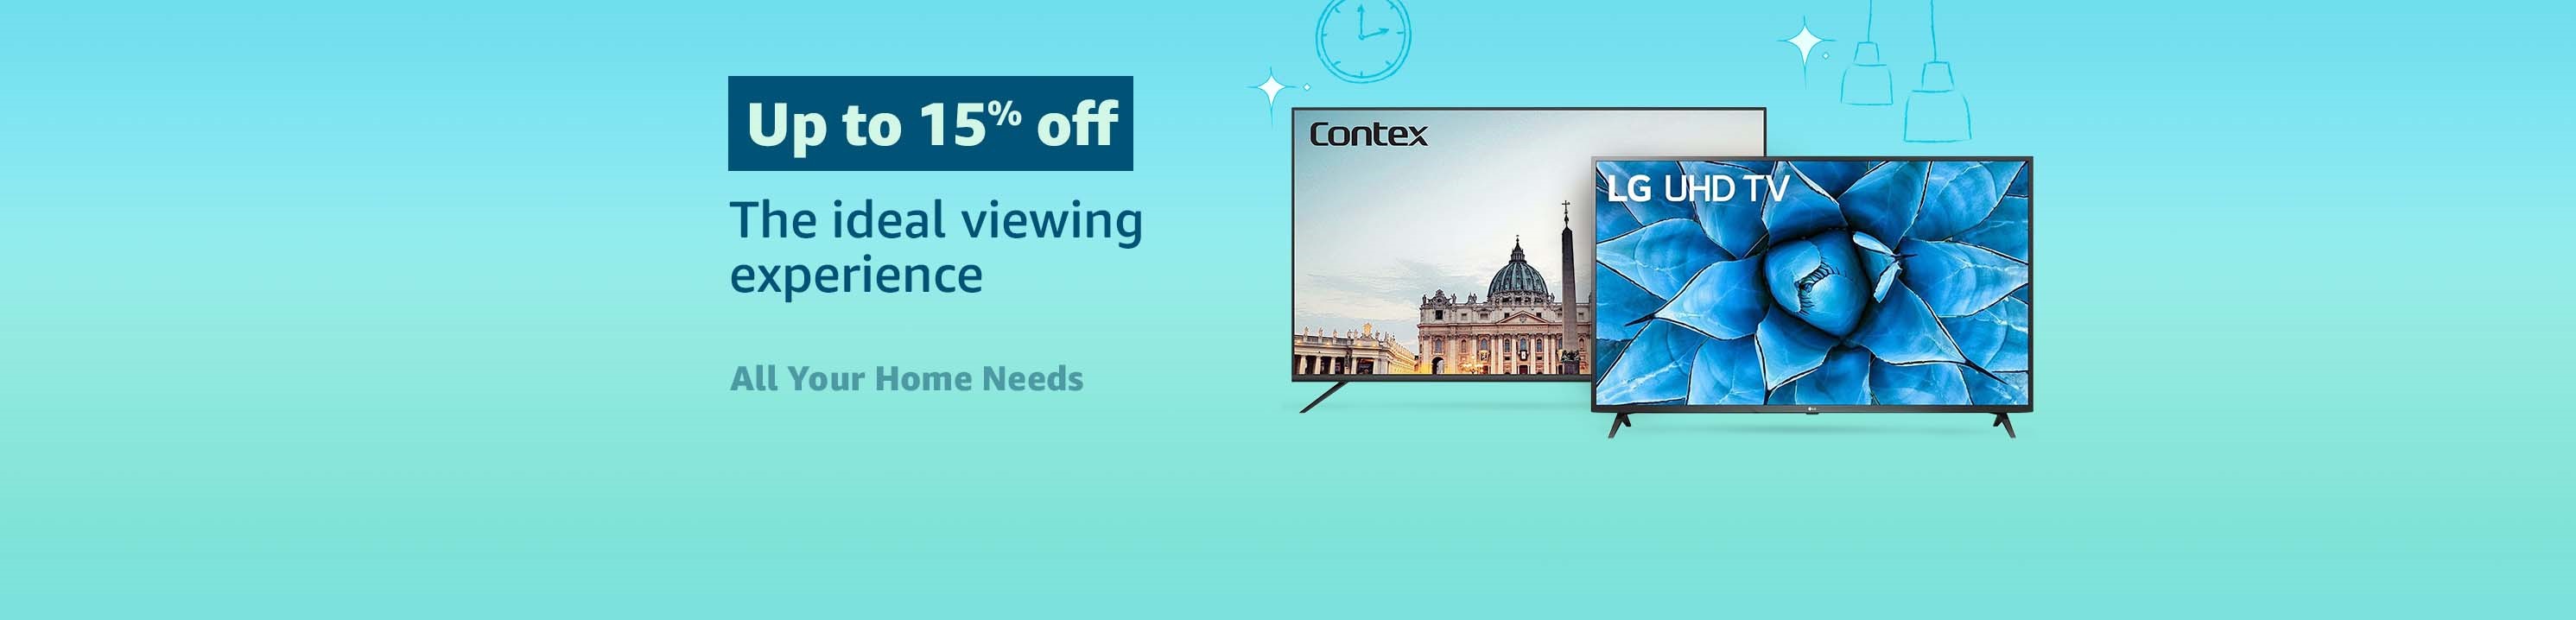 Up to 15% off
The ideal viewing
experience
All Your Home Needs
Contex
LG UHD TV